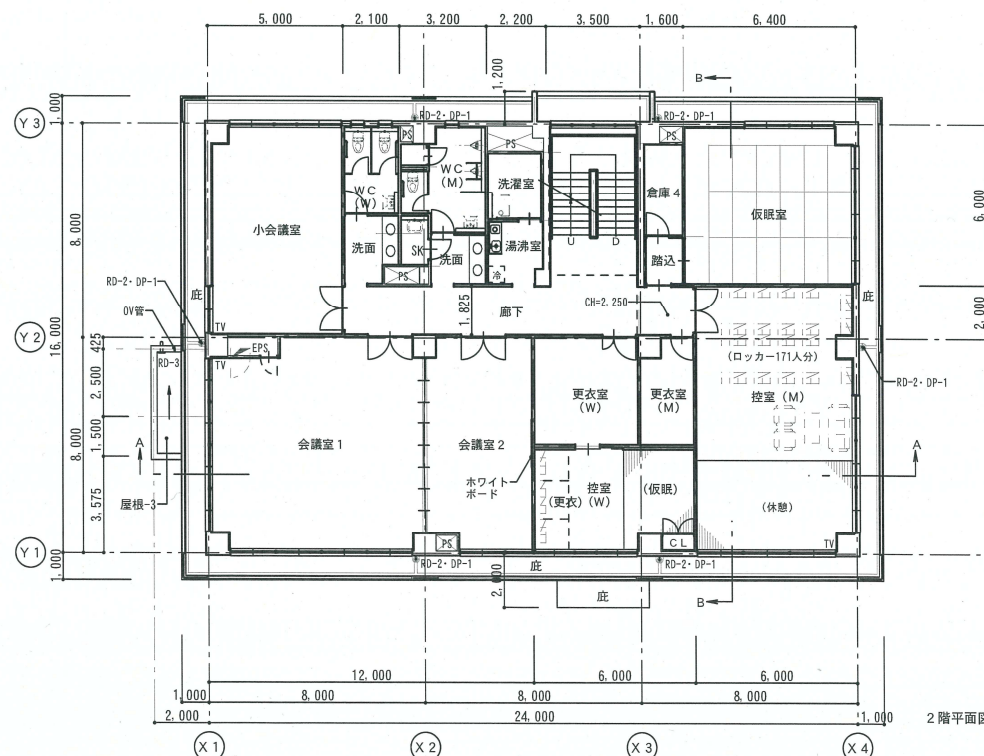 5,000
2,100
3,200
2,200
3,500
1,600
6,400
1,200
B
1,000
Y3
RD-2・DP-1
RD-2・DP-1
PS
PS
PS
WC
(W)
WC
(M)
洗濯室
倉庫4
仮眠室
6,000
8,000
小会議室
洗面
SK
洗面
湯沸室
U
D
踏込
PS
冷
RD-2・DP-1
庇
庇
OV管
1,825
廊下
CH=2.250
2,000
TV
Y2
16,000
425
RD-3
TV
EPS
(ロッカー171人分)
控室(M)
RD-2・DP-1
2,500
更衣室
(W)
更衣室
(M)
1,500
A
会議室1
会議室2
A
8,000
ホワイト
ボード
控室
(更衣)(W)
(仮眠)
3,575
屋根-3
(休憩)
PS
CL
TV
Y1
1,000
RD-2・DP-1
庇
RD-2・DP-1
庇
B
12,000
6,000
6,000
1,000
8,000
8,000
8,000
2,000
24,000
1,000
2階平面図
X1
X2
X3
X4